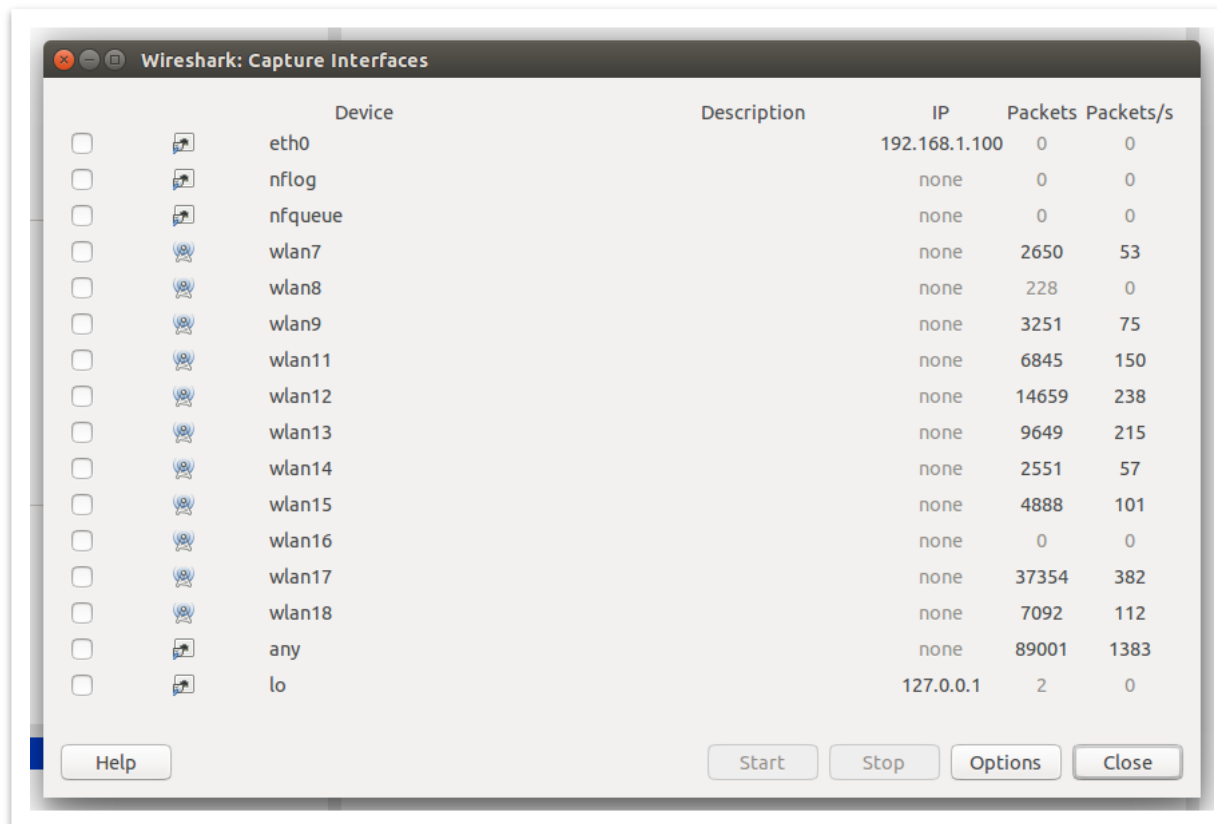 Wireshark: Capture Interfaces
Device Description IP Packets Packets/s
eth0 192.168.1.100 0 0
nflog none 0 0
nfqueue none 0 0
wlan7 none 2650 53
wlan8 none 228 0
wlan9 none 3251 75
wlan11 none 6845 150
wlan12 none 14659 238
wlan13 none 9649 215
wlan14 none 2551 57
wlan15 none 4888 101
wlan16 none 0 0
wlan17 none 37354 382
wlan18 none 7092 112
any none 89001 1383
lo 127.0.0.1 2 0
Help Start Stop Options Close